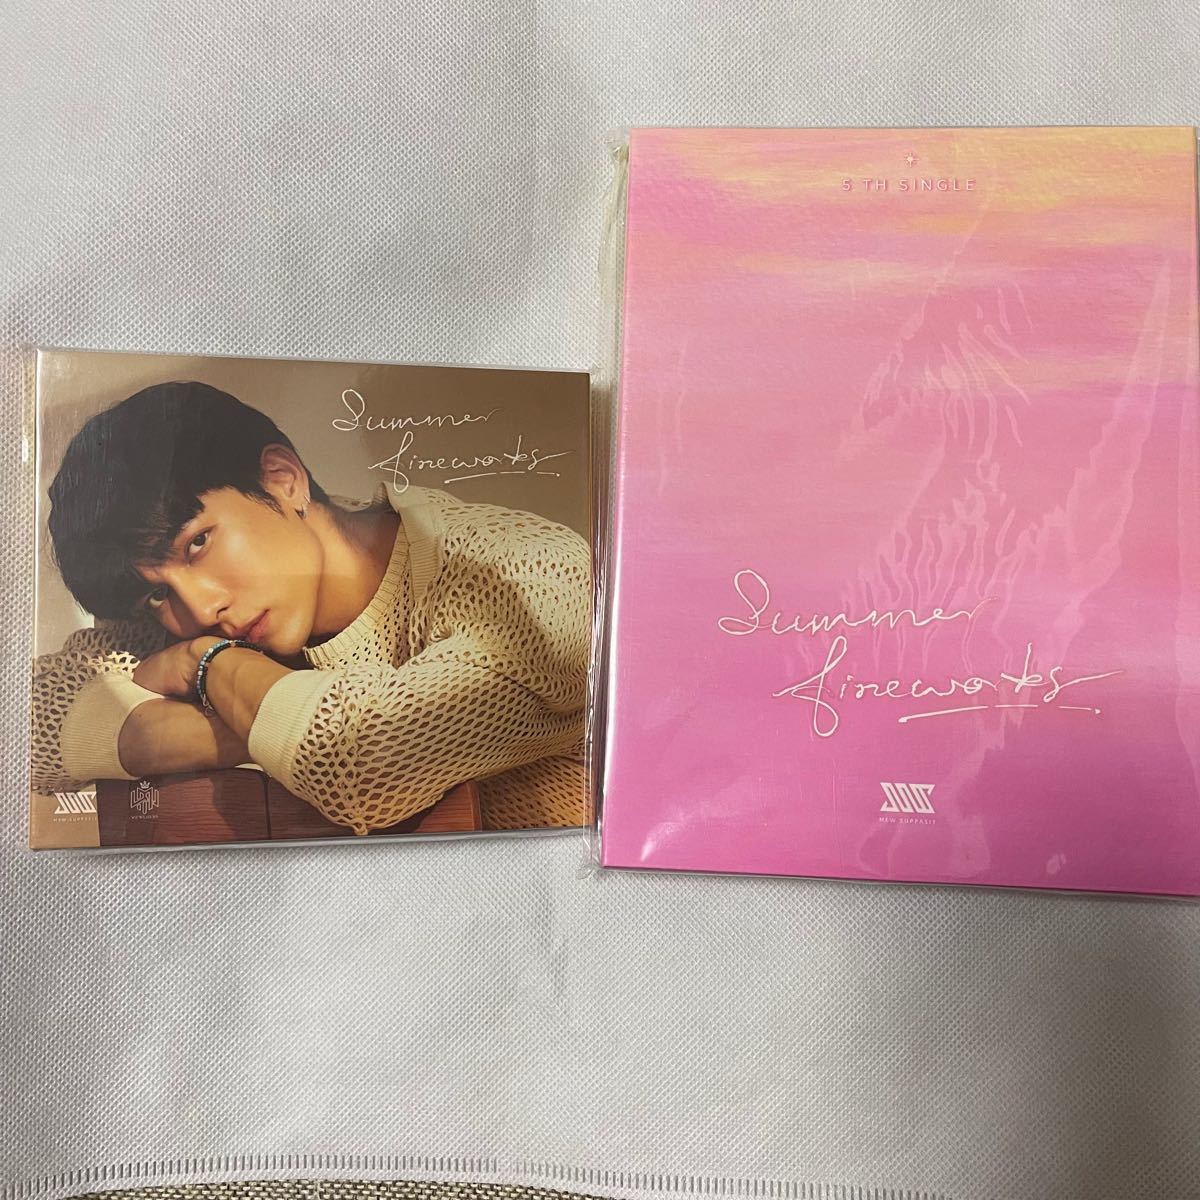 Summer
fireworks
MEW SUPPASIT
5 TH SINGLE
Summer
fireworks
MEW SUPPASIT